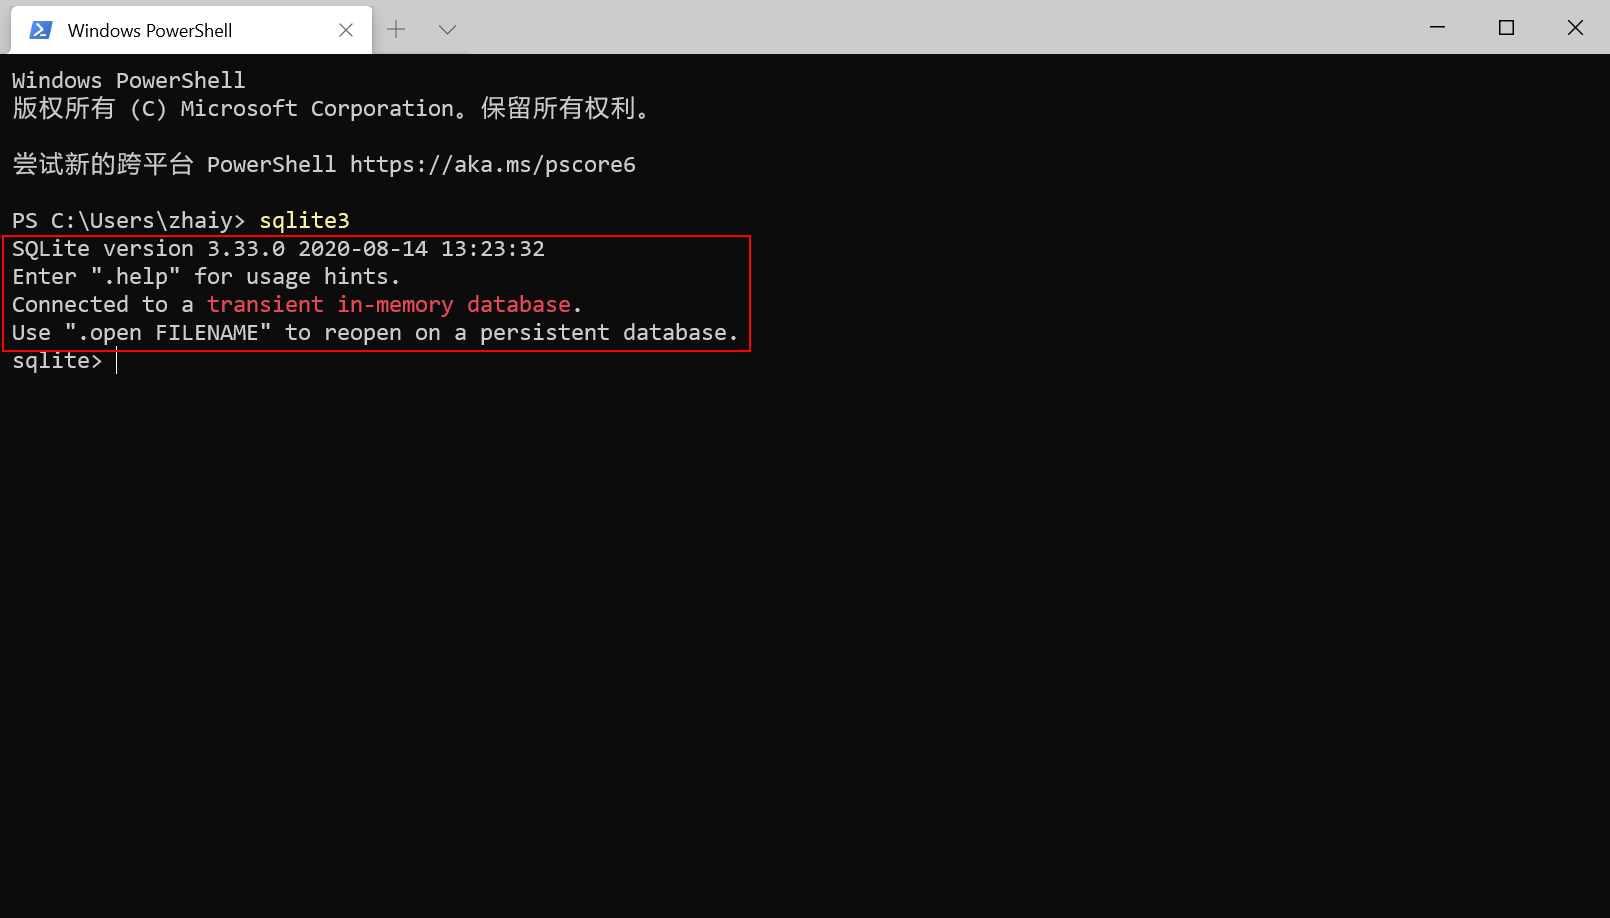 Windows PowerShell
Windows PowerShell
版权所有 (C) Microsoft Corporation。保留所有权利。
尝试新的跨平台 PowerShell https://aka.ms/pscore6
PS C:\Users\zhaiy> sqlite3
SQLite version 3.33.0 2020-08-14 13:23:32
Enter ".help" for usage hints.
Connected to a transient in-memory database.
Use ".open FILENAME" to reopen on a persistent database.
sqlite>